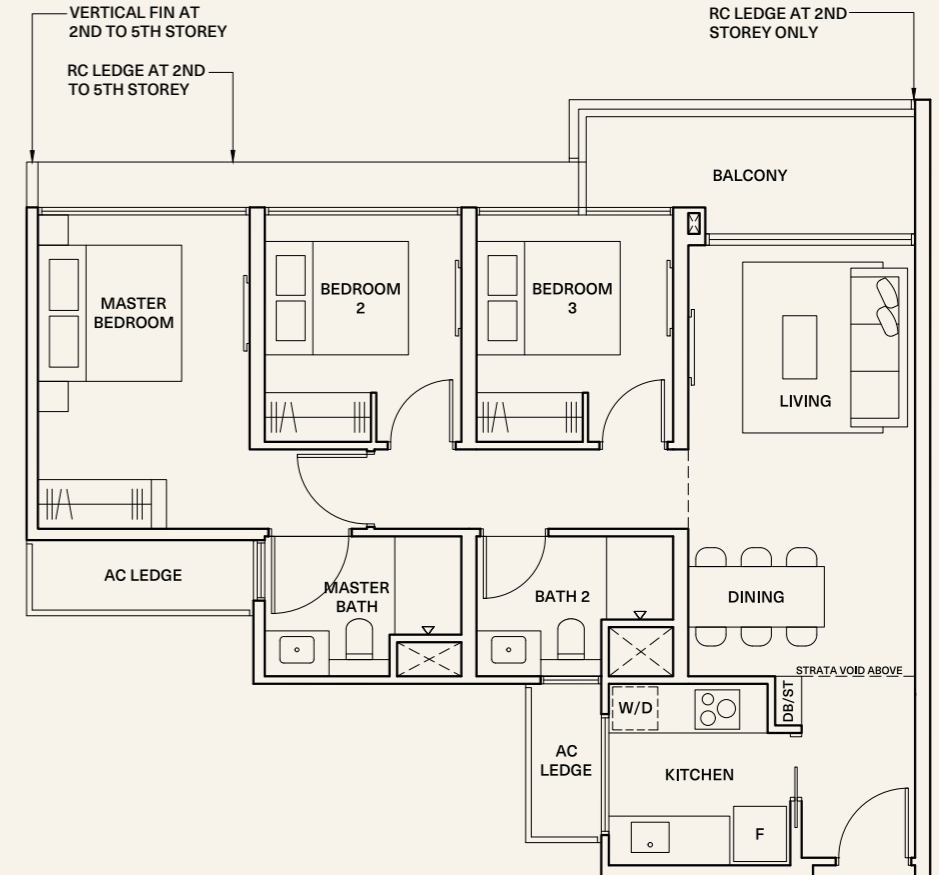 VERTICAL FIN AT
2ND TO 5TH STOREY
RC LEDGE AT 2ND
STOREY ONLY
RC LEDGE AT 2ND
TO 5TH STOREY
BALCONY
MASTER
BEDROOM
BEDROOM
2
BEDROOM
3
LIVING
AC LEDGE
MASTER
BATH
BATH 2
DINING
STRATA VOID ABOVE
DB/ST
W/D
AC
LEDGE
KITCHEN
F